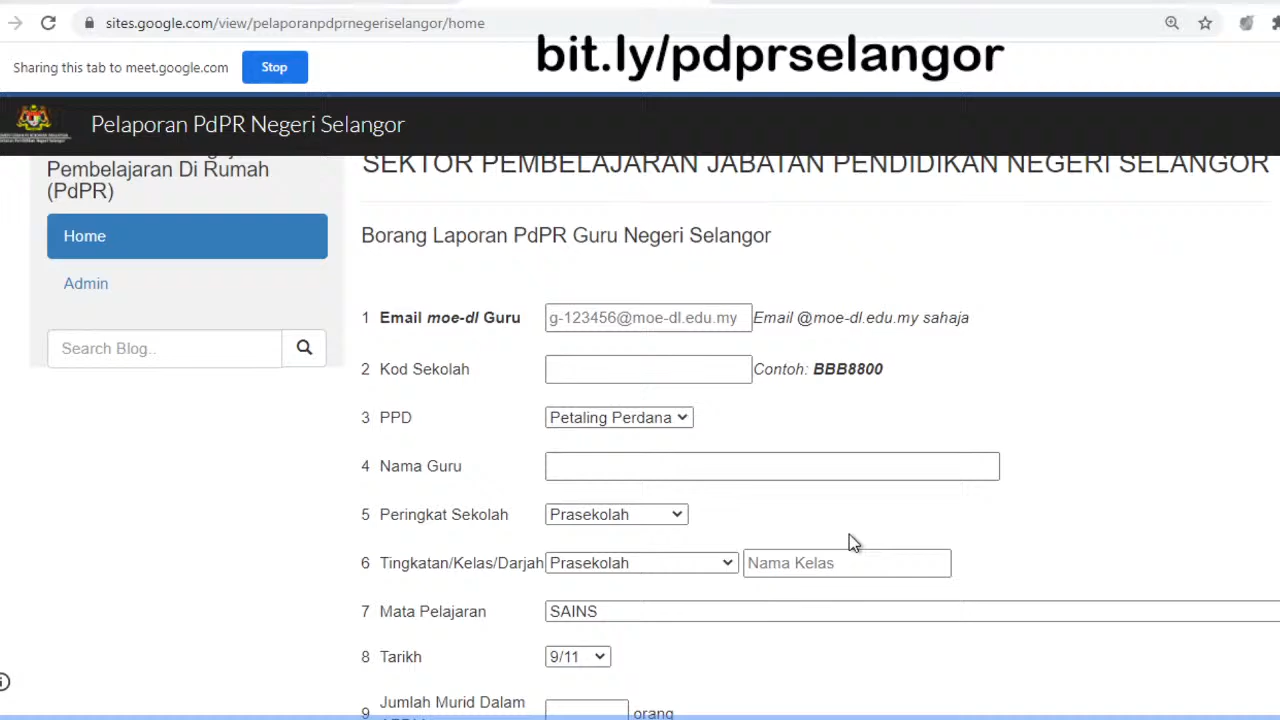 sites.google.com/view/pelaporanpdprnegeriselangor/home
Sharing this tab to meet.google.com Stop
bit.ly/pdprselangor
Pelaporan PdPR Negeri Selangor
Pembelajaran Di Rumah
(PdPR)
Home
Admin
Search Blog..
SEKTOR PEMBELAJARAN JABATAN PENDIDIKAN NEGERI SELANGOR
Borang Laporan PdPR Guru Negeri Selangor
1 Email moe-dl Guru g-123456@moe-dl.edu.my Email @moe-dl.edu.my sahaja
2 Kod Sekolah Contoh: BBB8800
3 PPD Petaling Perdana
4 Nama Guru
5 Peringkat Sekolah Prasekolah
6 Tingkatan/Kelas/Darjah Prasekolah Nama Kelas
7 Mata Pelajaran SAINS
8 Tarikh 9/11
Jumlah Murid Dalam
9 orang